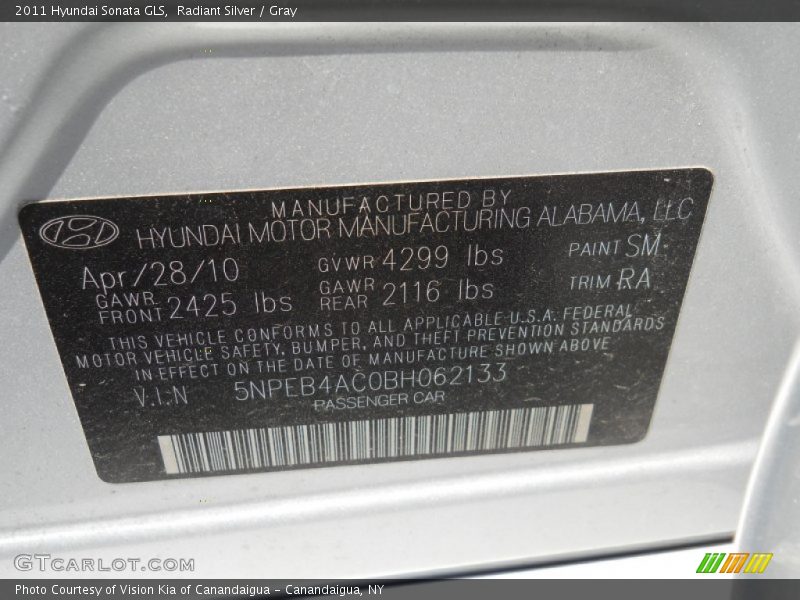 2011 Hyundai Sonata GLS,  Radiant Silver / Gray
MANUFACTURED BY
HYUNDAI MOTOR MANUFACTURING ALABAMA, LLC
Apr/28/10 GVWR 4299 lbs PAINT SM
GAWR FRONT 2425 lbs GAWR REAR 2116 lbs TRIM RA
THIS VEHICLE CONFORMS TO ALL APPLICABLE U.S.A. FEDERAL
MOTOR VEHICLE SAFETY, BUMPER, AND THEFT PREVENTION STANDARDS
IN EFFECT ON THE DATE OF MANUFACTURE SHOWN ABOVE
V.I.N 5NPEB4AC0BH062133
PASSENGER CAR
GTCARLOT.COM
Photo Courtesy of Vision Kia of Canandaigua – Canandaigua, NY